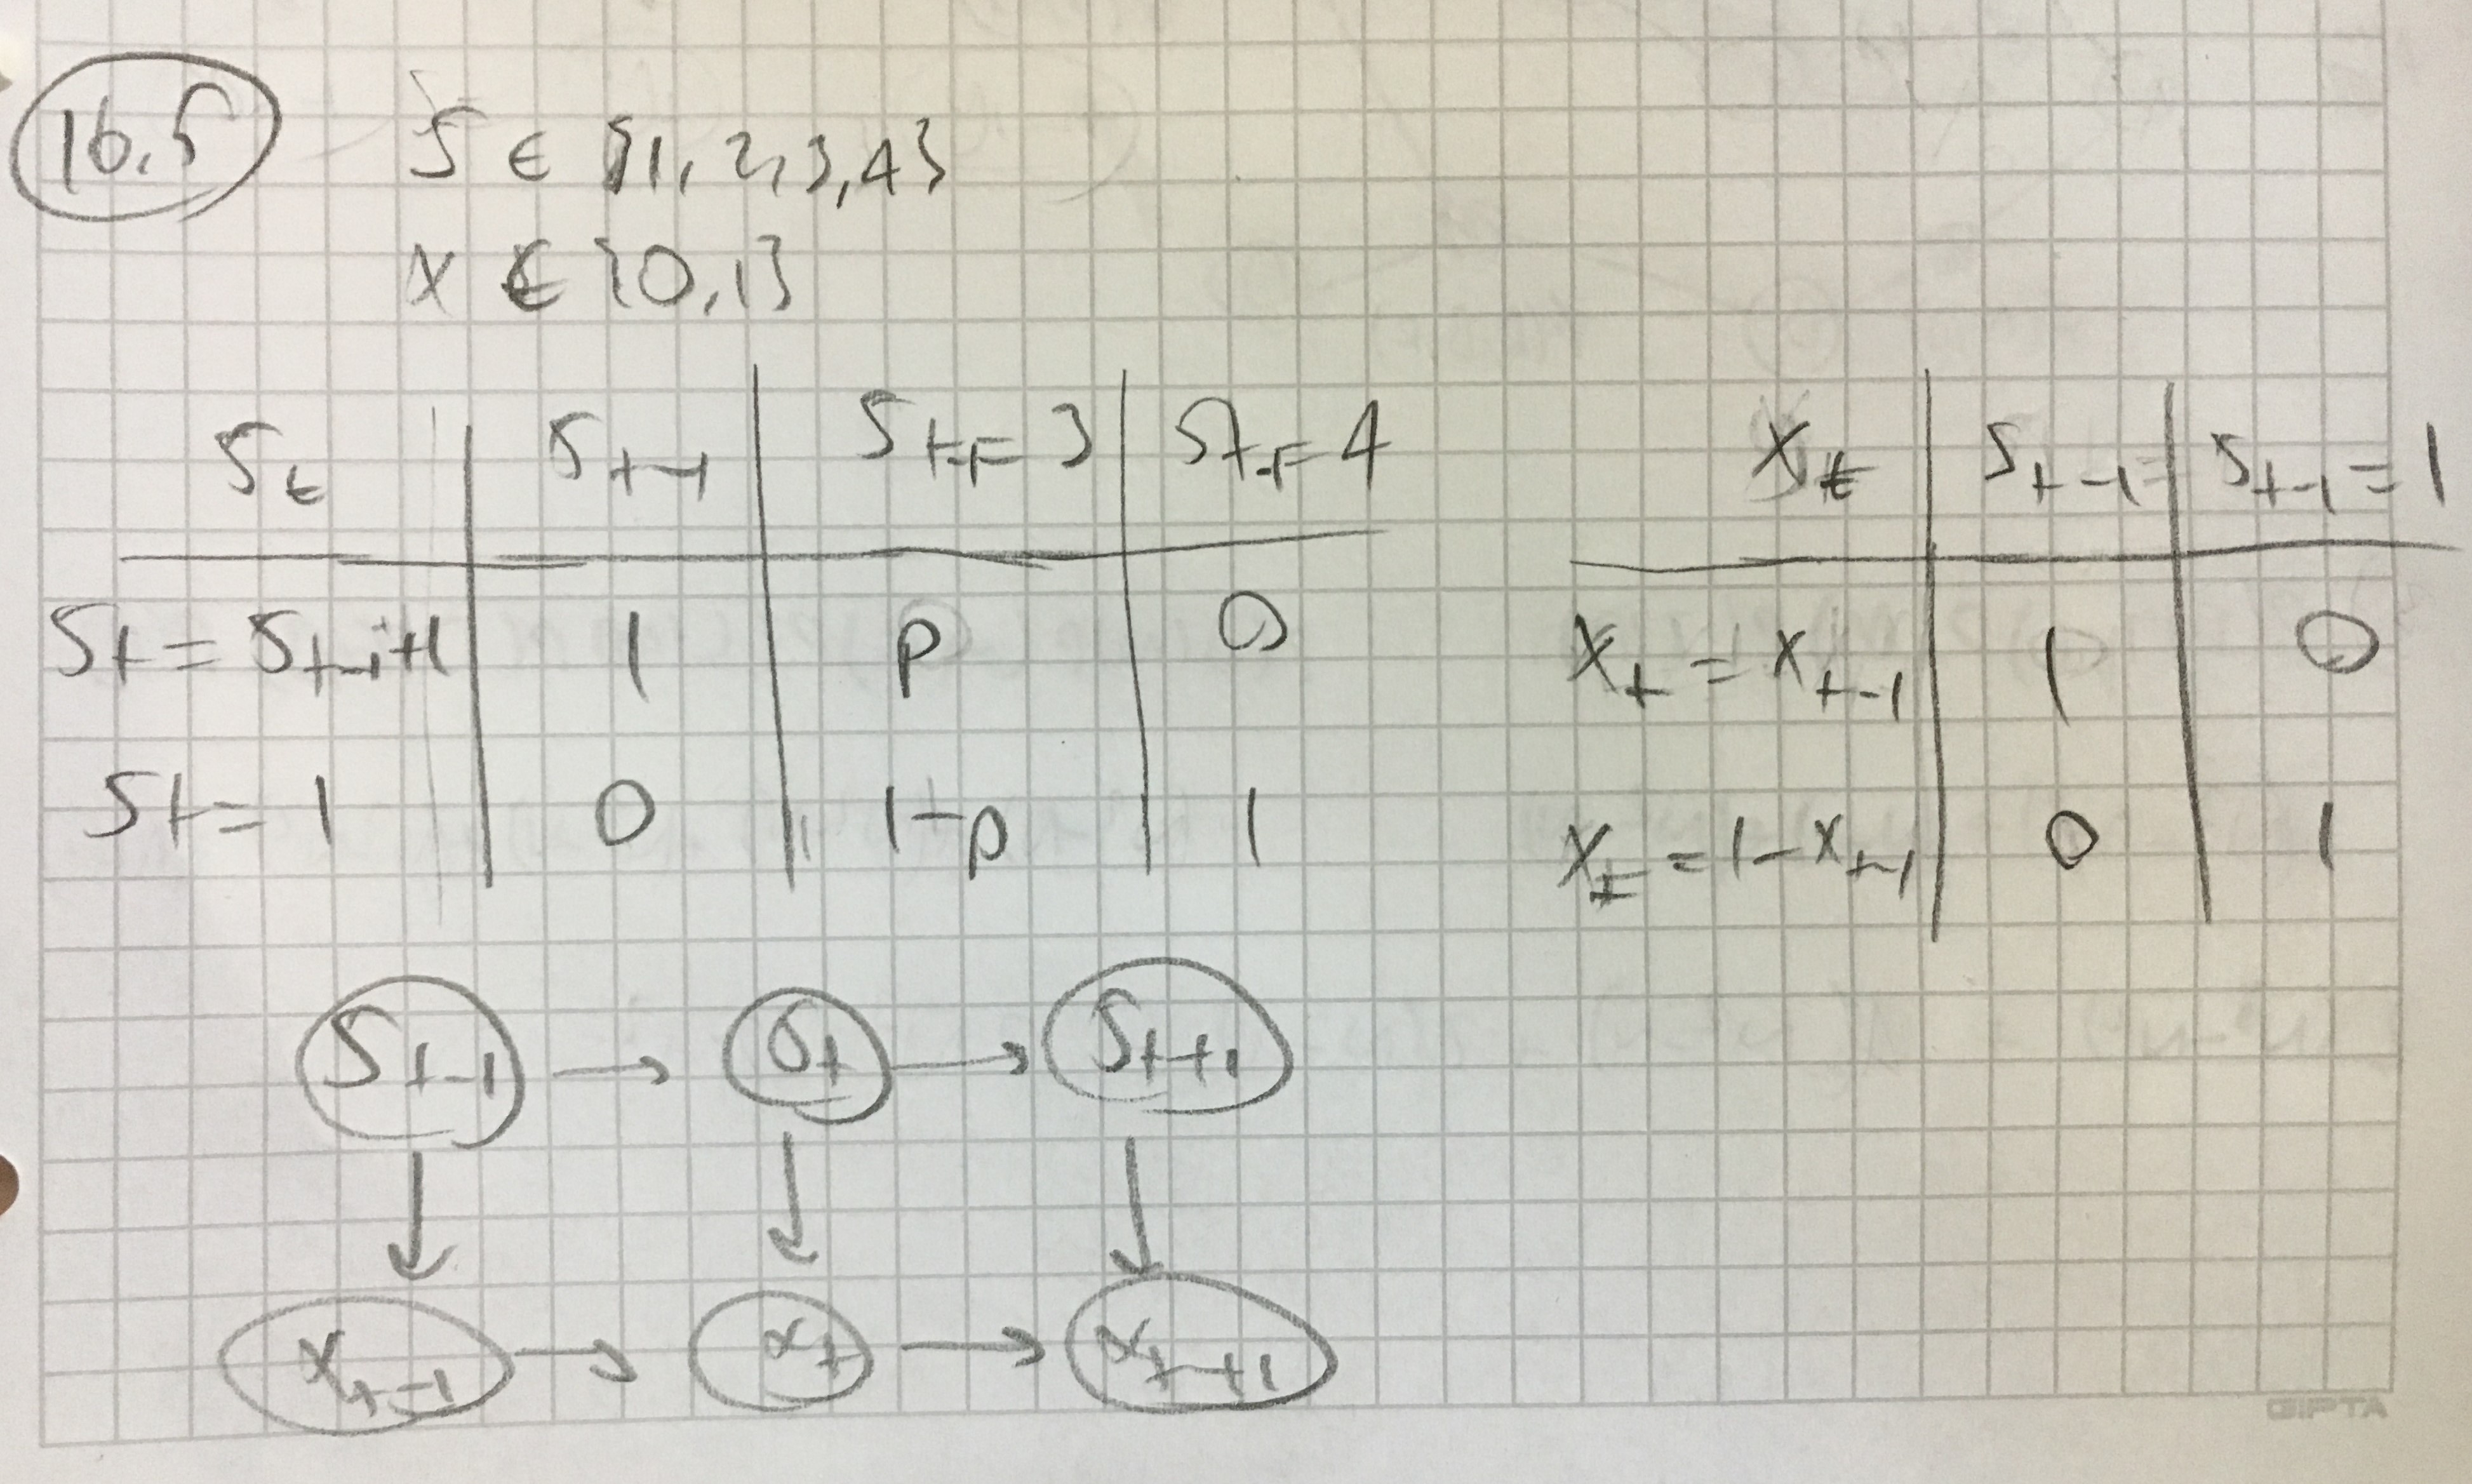 16.5
S ∈ {1, 2, 3, 4}
X ∈ {0, 1}
S_t | S_{t-1} | S_{t-1} = 3 | S_{t-1} = 4
S_t = S_{t-1}+1 | 1 | p | 0
S_t = 1 | 0 | 1-p | 1
X_t | S_{t-1} | S_{t-1} = 1
X_t = X_{t-1} | 1 | 0
X_t = 1-X_{t-1} | 0 | 1
S_{t-1} → S_t → S_{t+1}
X_{t-1} → X_t → X_{t+1}
GIPTA